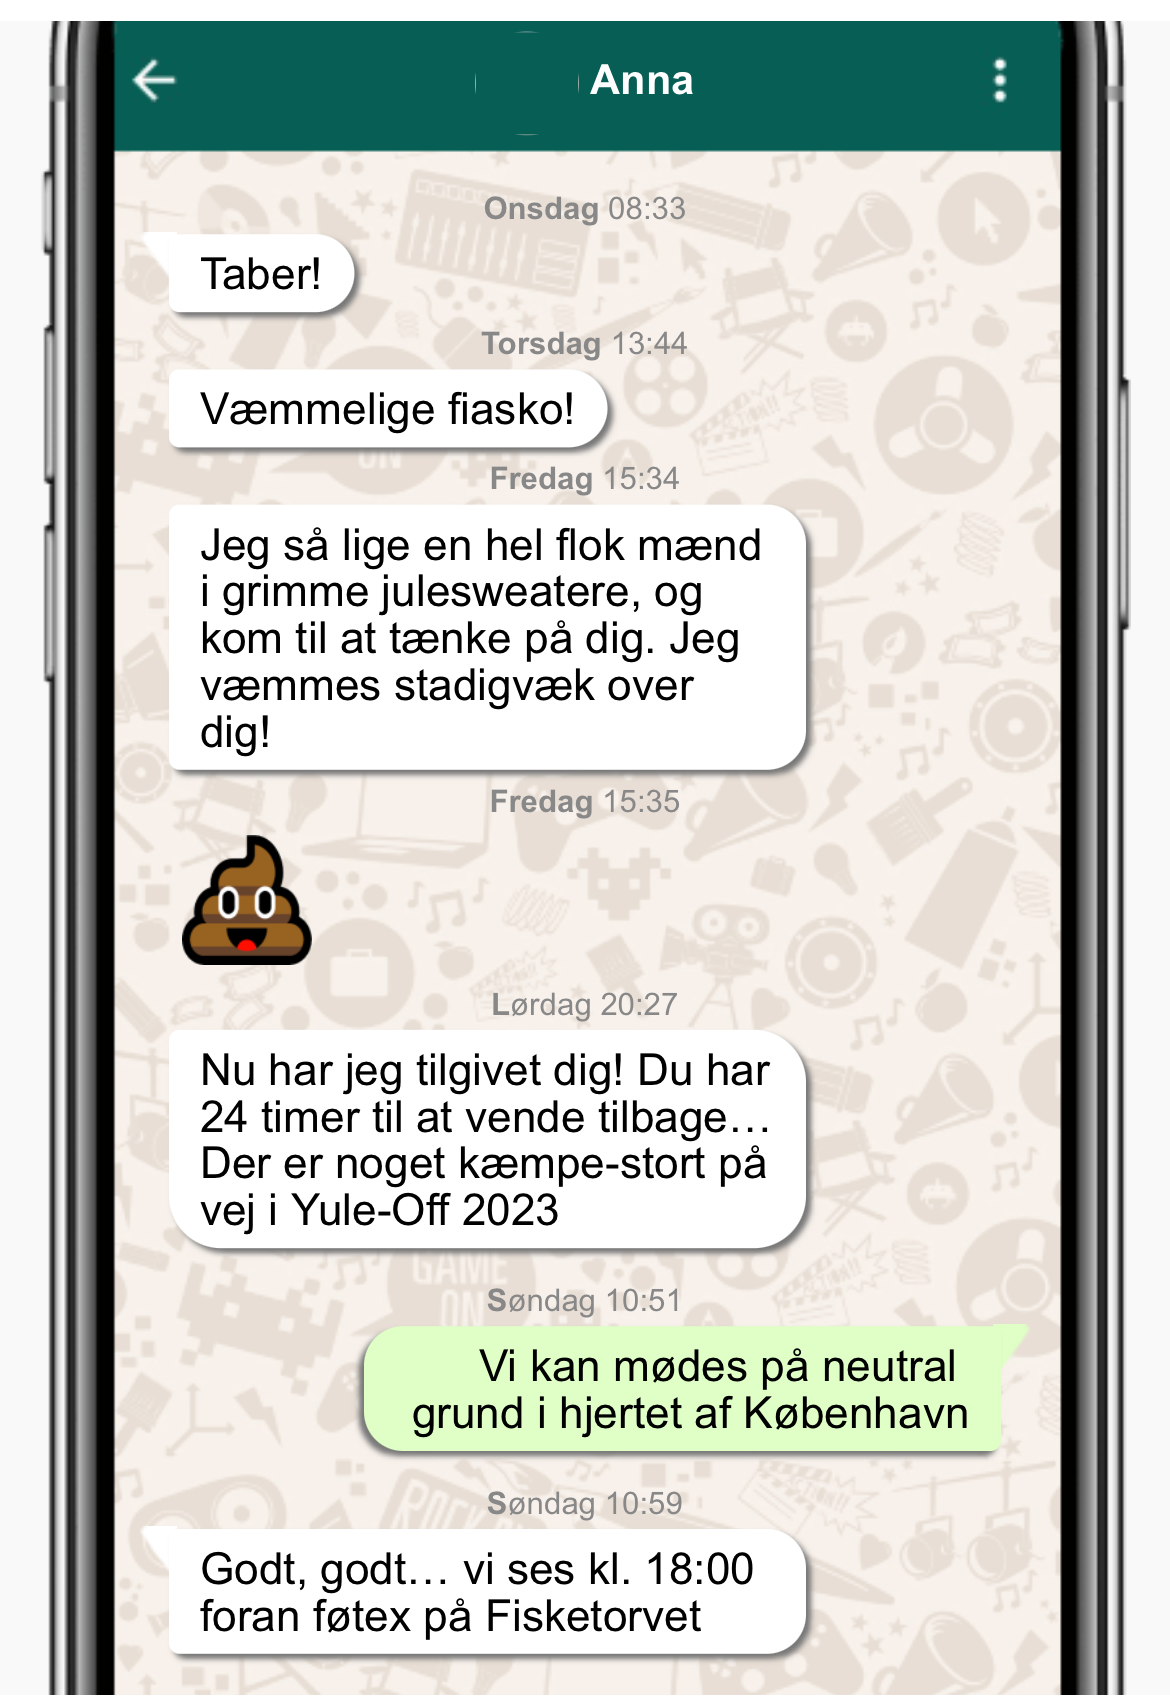 Anna
Onsdag 08:33
Taber!
Torsdag 13:44
Væmmelige fiasko!
Fredag 15:34
Jeg så lige en hel flok mænd
i grimme julesweatere, og
kom til at tænke på dig. Jeg
væmmes stadigvæk over
dig!
Fredag 15:35
Lørdag 20:27
Nu har jeg tilgivet dig! Du har
24 timer til at vende tilbage…
Der er noget kæmpe-stort på
vej i Yule-Off 2023
GAME
ON
Søndag 10:51
Vi kan mødes på neutral
grund i hjertet af København
Søndag 10:59
Godt, godt… vi ses kl. 18:00
foran føtex på Fisketorvet